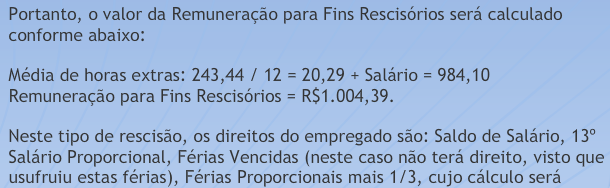 Portanto, o valor da Remuneração para Fins Rescisórios será calculado
conforme abaixo:
Média de horas extras: 243,44 / 12 = 20,29 + Salário = 984,10
Remuneração para Fins Rescisórios = R$1.004,39.
Neste tipo de rescisão, os direitos do empregado são: Saldo de Salário, 13º
Salário Proporcional, Férias Vencidas (neste caso não terá direito, visto que
usufruiu estas férias), Férias Proporcionais mais 1/3, cujo cálculo será